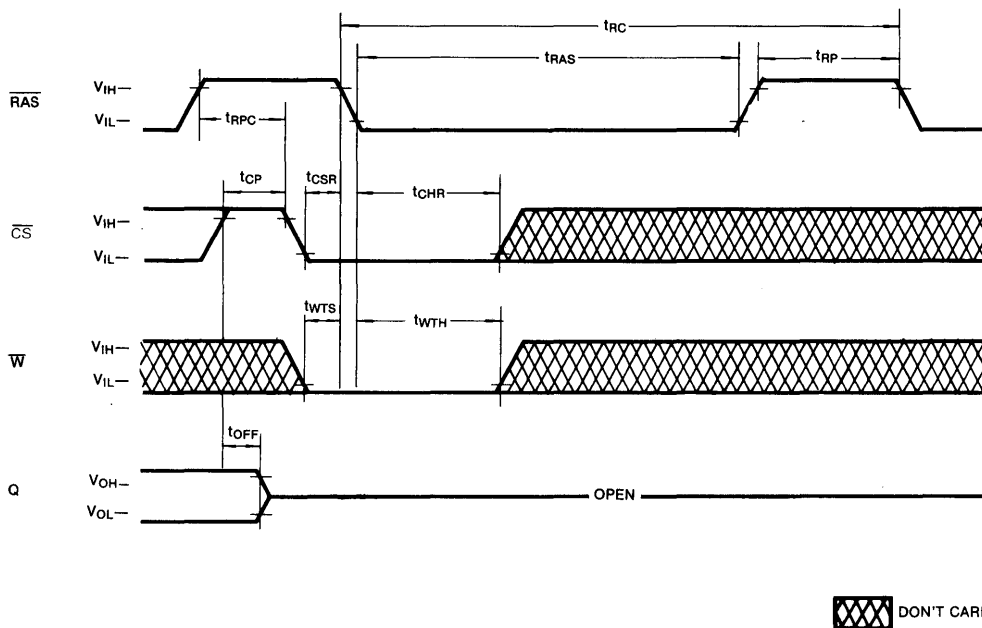 tRC
tRAS
tRP
RAS
VIH
VIL
tRPC
tCP
tCSR
tCHR
CS
VIH
VIL
tWTS
tWTH
W
VIH
VIL
tOFF
Q
VOH
VOL
OPEN
DON'T CARE